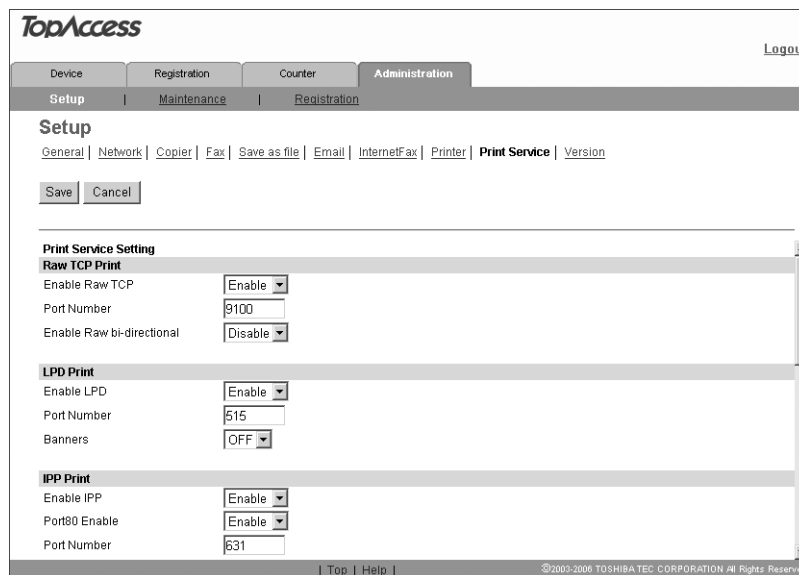 TopAccess
Logou
Device Registration Counter Administration
Setup | Maintenance | Registration
Setup
General | Network | Copier | Fax | Save as file | Email | InternetFax | Printer | Print Service | Version
Save Cancel
Print Service Setting
Raw TCP Print
Enable Raw TCP Enable
Port Number 9100
Enable Raw bi-directional Disable
LPD Print
Enable LPD Enable
Port Number 515
Banners OFF
IPP Print
Enable IPP Enable
Port80 Enable Enable
Port Number 631
| Top | Help | ©2003-2006 TOSHIBA TEC CORPORATION All Rights Reserve